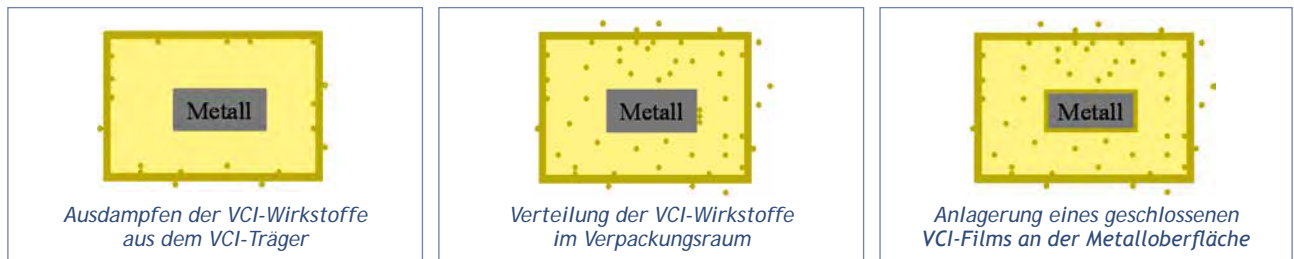 Metall
Ausdampfen der VCI-Wirkstoffe
aus dem VCI-Träger
Metall
Verteilung der VCI-Wirkstoffe
im Verpackungsraum
Metall
Anlagerung eines geschlossenen
VCI-Films an der Metalloberfläche